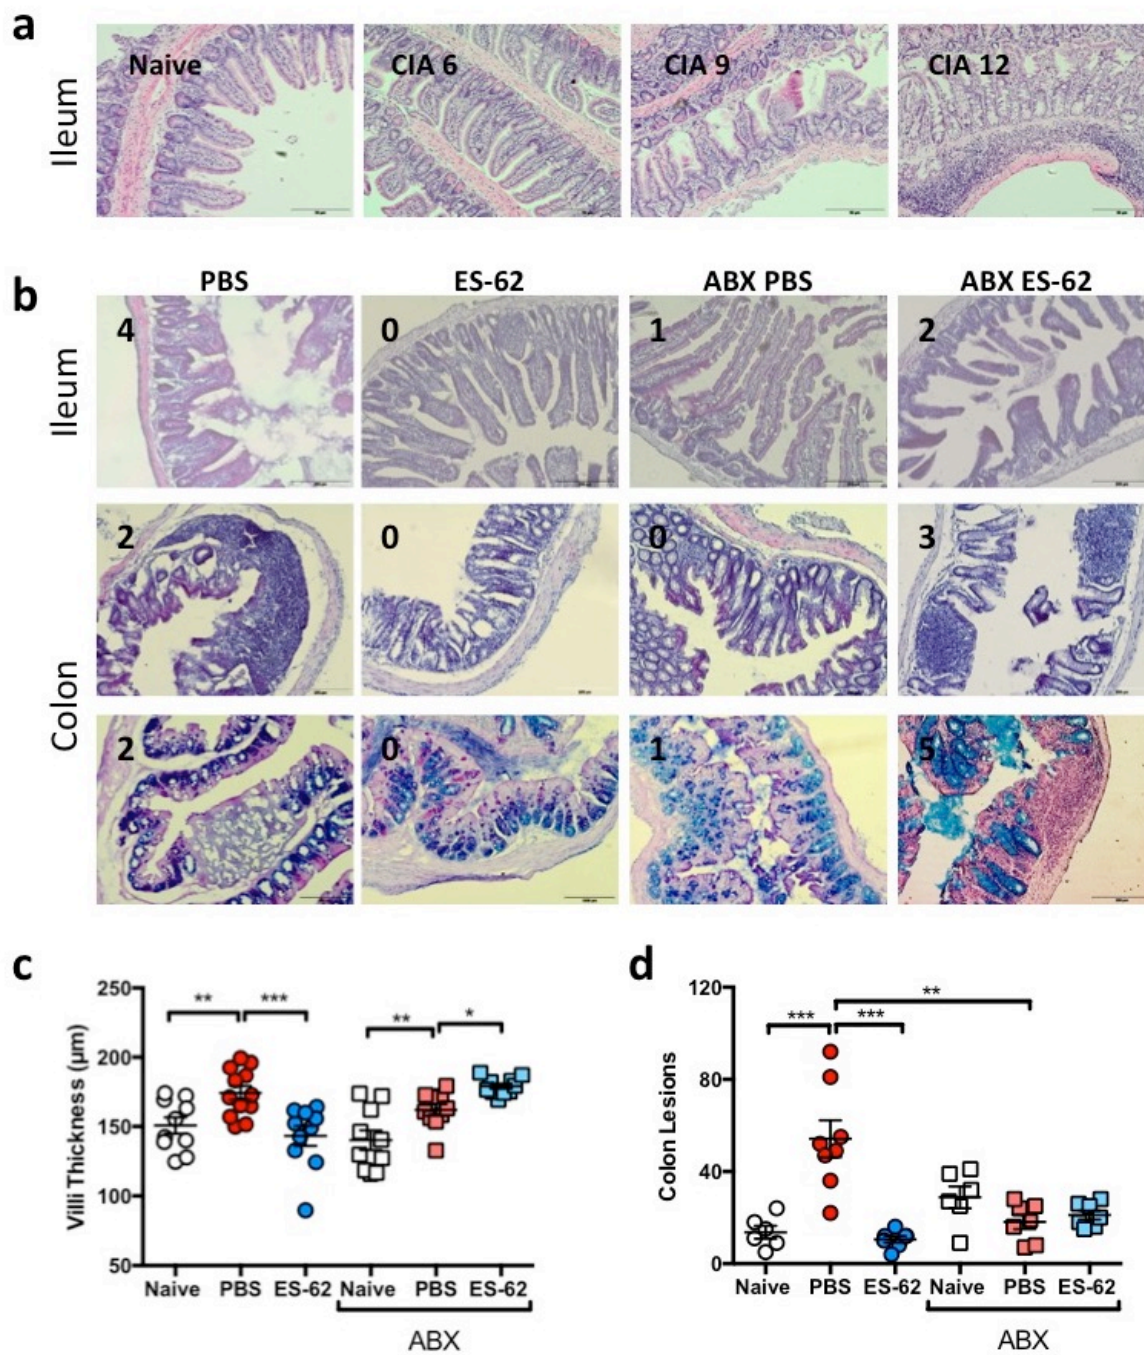 a
Ileum
Naive
CIA 6
CIA 9
CIA 12
b
PBS
ES-62
ABX PBS
ABX ES-62
Ileum
4
0
1
2
Colon
2
0
0
3
2
0
1
5
c
Villi Thickness (µm)
250
200
150
100
50
**
***
**
*
Naive
PBS
ES-62
Naive
PBS
ES-62
ABX
d
Colon Lesions
120
80
40
0
***
***
**
Naive
PBS
ES-62
Naive
PBS
ES-62
ABX